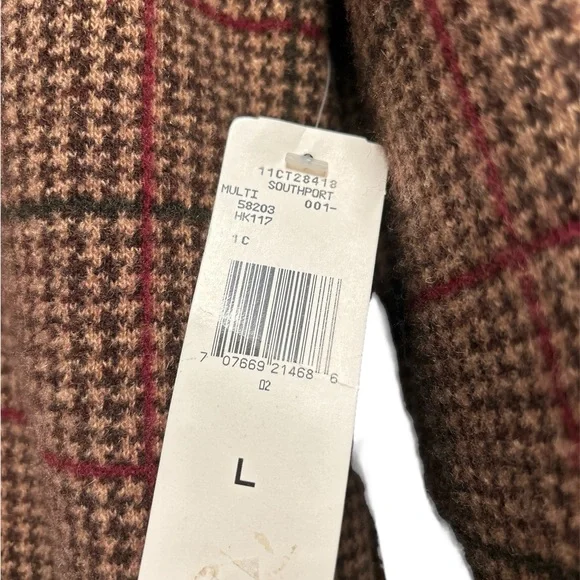 11CT28418
SOUTHPORT
MULTI 001-
58203
HK117
1C
7 07669 21468 6
02
L